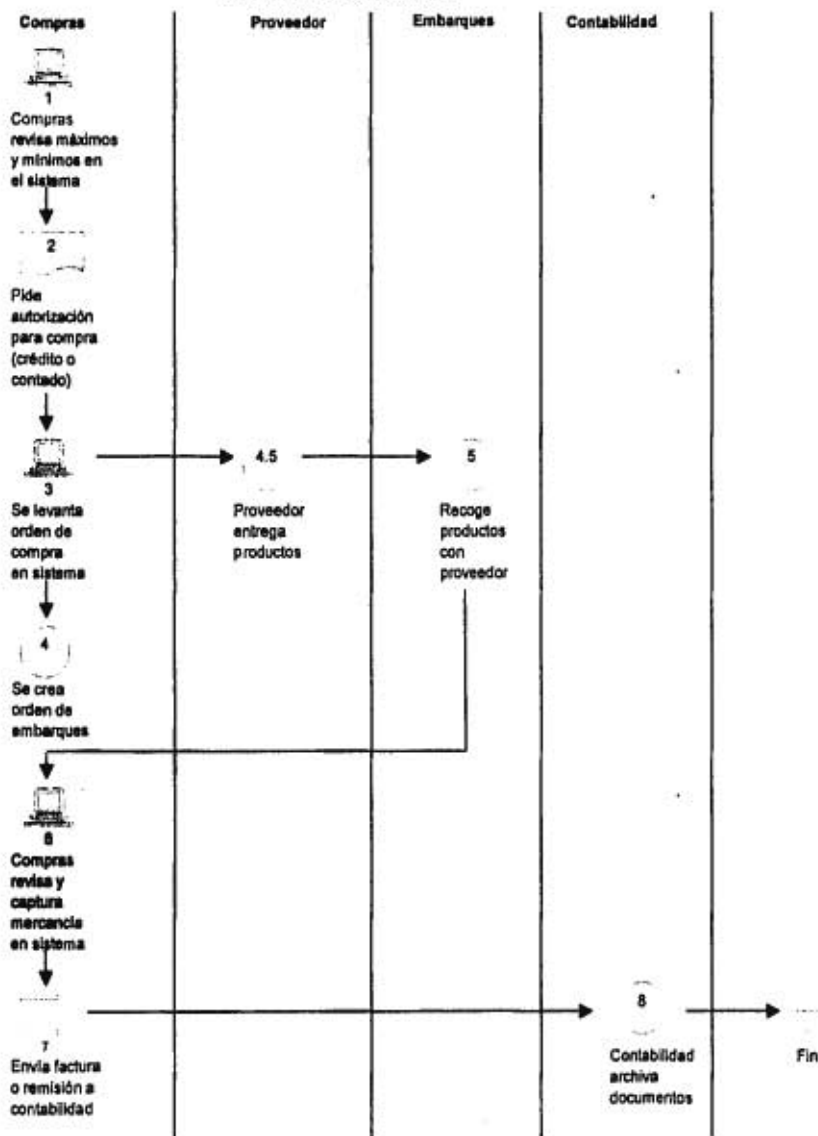 Compras
Proveedor
Embarques
Contabilidad
1
Compras
revisa máximos
y mínimos en
el sistema
2
Pide
autorización
para compra
(crédito o
contado)
3
Se levanta
orden de
compra
en sistema
4.5
Proveedor
entrega
productos
5
Recoge
productos
con
proveedor
4
Se crea
orden de
embarques
6
Compras
revisa y
captura
mercancia
en sistema
7
Envía factura
o remisión a
contabilidad
8
Contabilidad
archiva
documentos
Fin